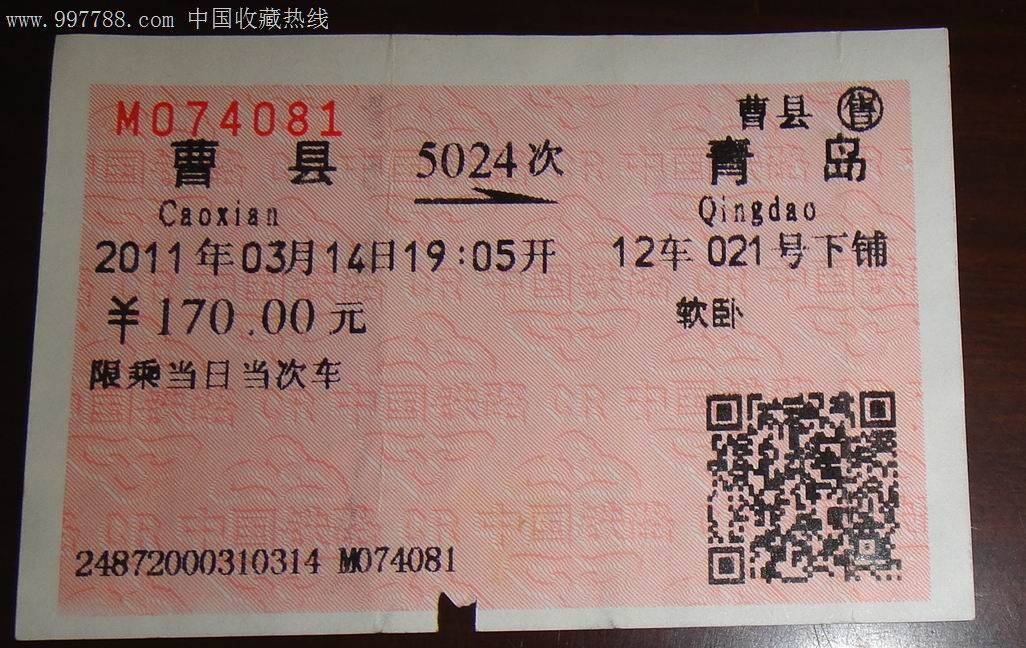 www.997788.com 中国收藏热线
M074081
曹县 售
曹县 5024次 青岛
Caoxian Qingdao
2011年03月14日19:05开 12车021号下铺
¥170.00元 软卧
限乘当日当次车
24872000310314 M074081